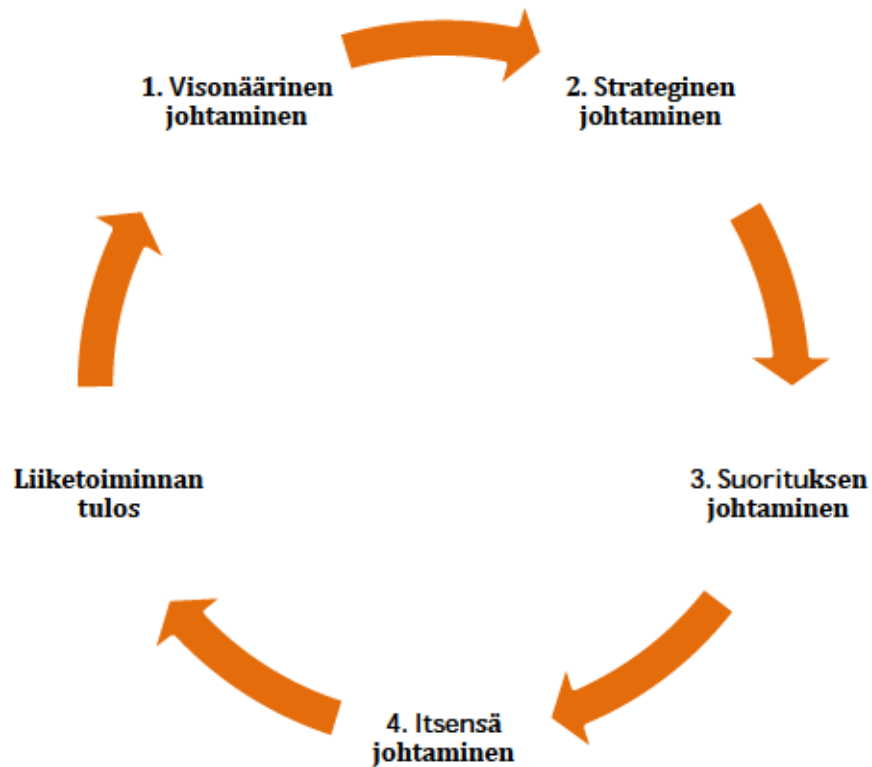 1. Visonäärinen
johtaminen
2. Strateginen
johtaminen
3. Suorituksen
johtaminen
4. Itsensä
johtaminen
Liiketoiminnan
tulos